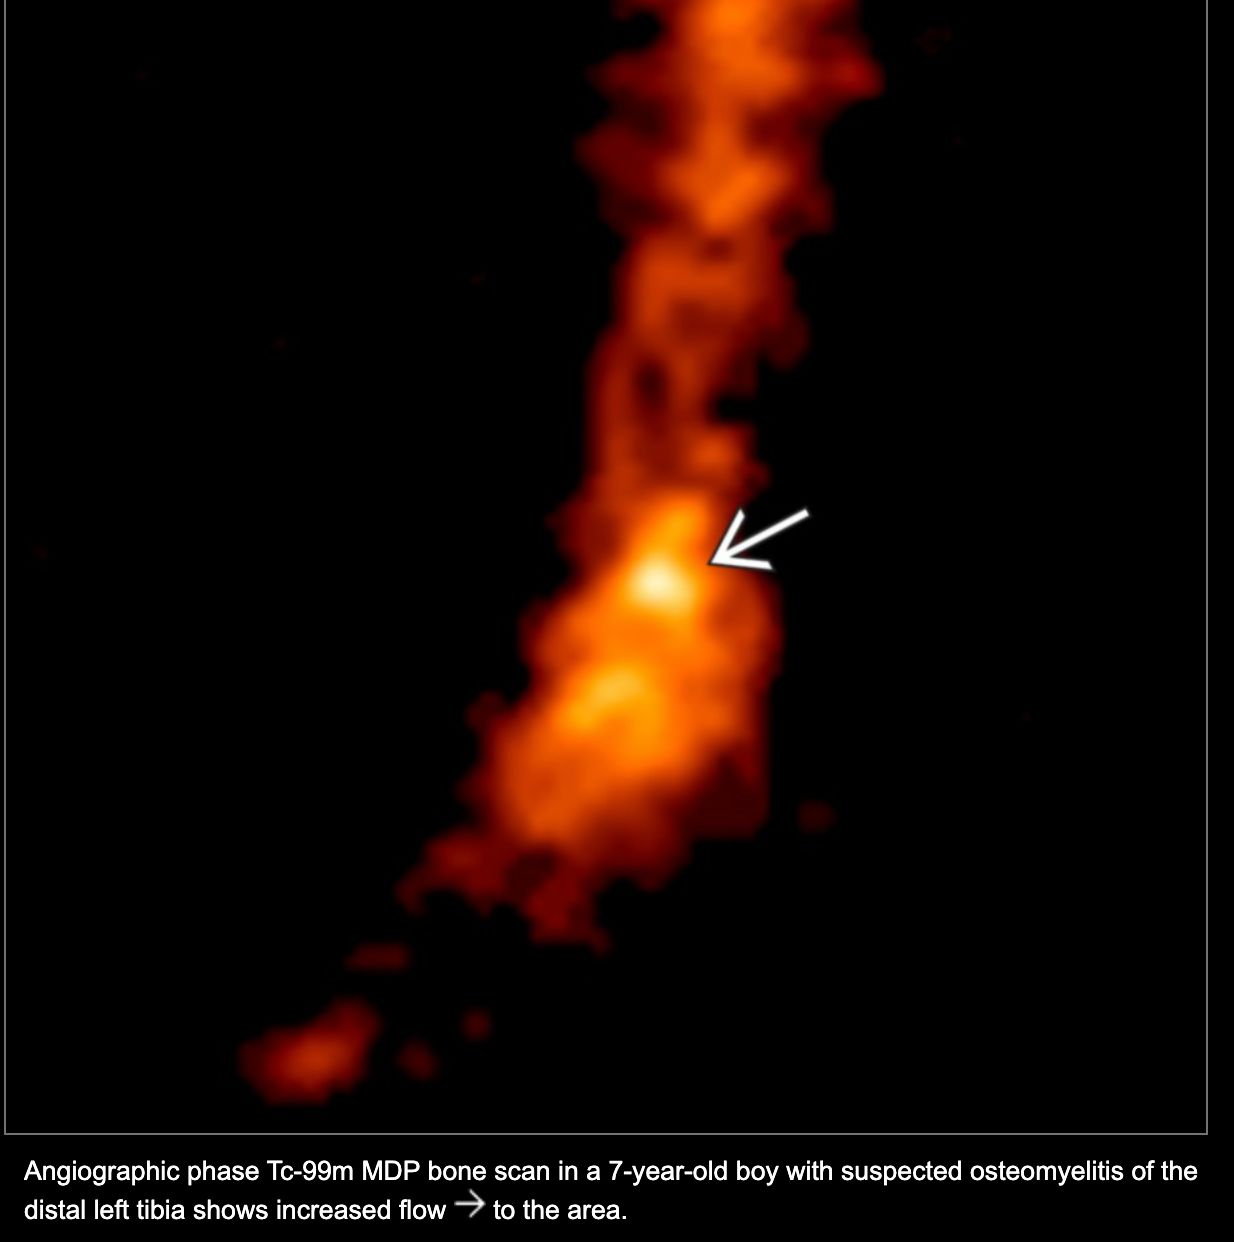 Angiographic phase Tc-99m MDP bone scan in a 7-year-old boy with suspected osteomyelitis of the
distal left tibia shows increased flow → to the area.